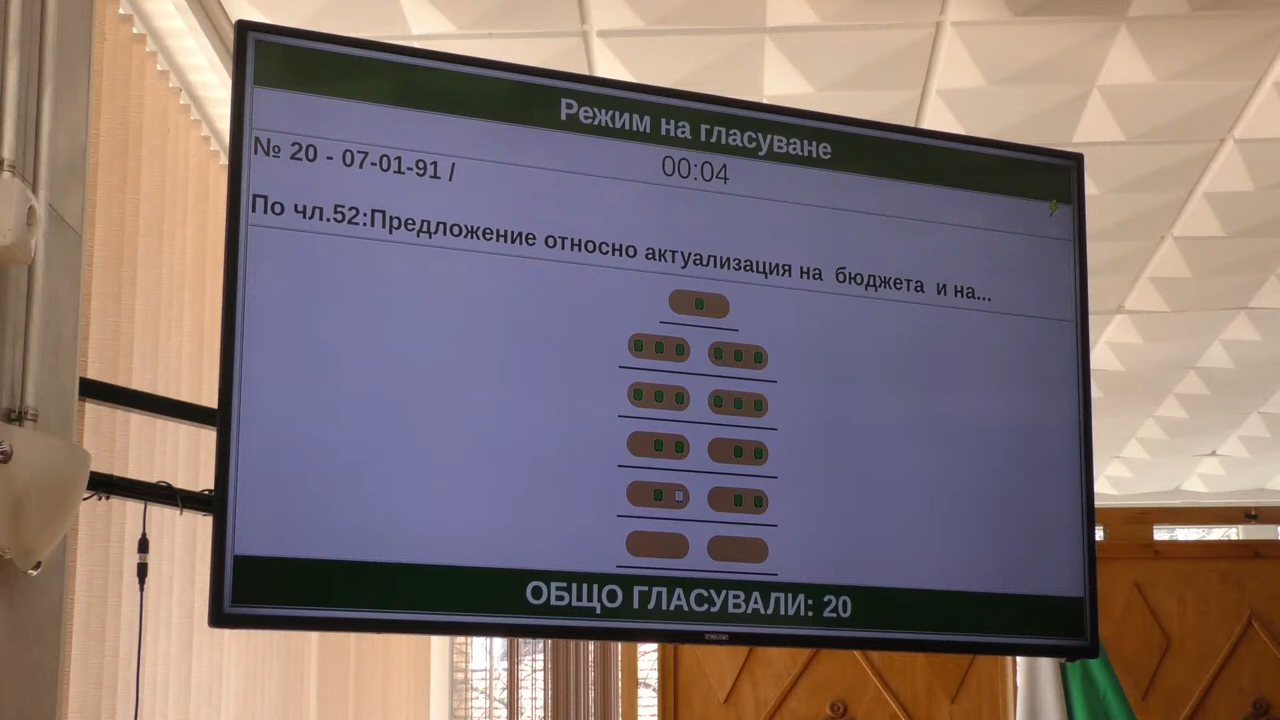 Режим на гласуване
00:04
№ 20 - 07-01-91 /
По чл.52:Предложение относно актуализация на бюджета и на...
ОБЩО ГЛАСУВАЛИ: 20